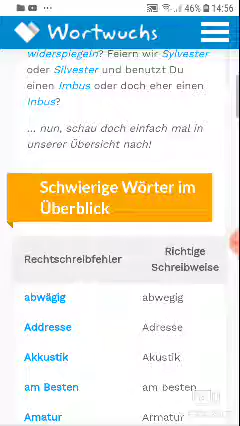 46% 14:56
Wortwuchs
widerspiegeln? Feiern wir Sylvester
oder Silvester und benutzt Du
einen Imbus oder doch eher einen
Inbus?
... nun, schau doch einfach mal in
unserer Übersicht nach!
Schwierige Wörter im
Überblick
Rechtschreibfehler Richtige Schreibweise
abwägig abwegig
Addresse Adresse
Akkustik Akustik
am Besten am besten
Amatur Armatur